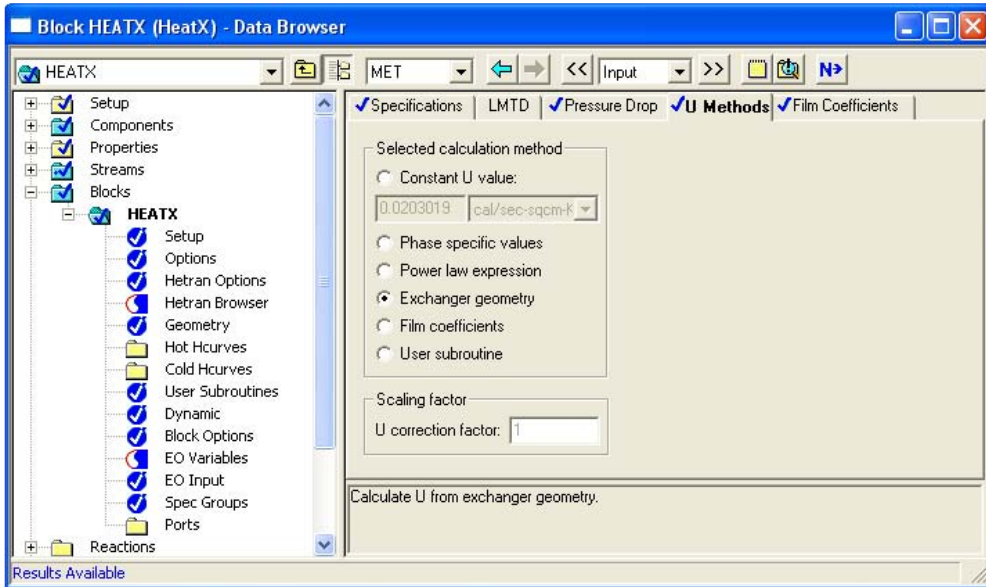 Block HEATX (HeatX) - Data Browser
HEATX
MET
<<
Input
>>
N>
Setup
Components
Properties
Streams
Blocks
HEATX
Setup
Options
Hetran Options
Hetran Browser
Geometry
Hot Hcurves
Cold Hcurves
User Subroutines
Dynamic
Block Options
EO Variables
EO Input
Spec Groups
Ports
Reactions
Specifications LMTD Pressure Drop U Methods Film Coefficients
Selected calculation method
Constant U value:
0.0203019 cal/sec-sqcm-K
Phase specific values
Power law expression
Exchanger geometry
Film coefficients
User subroutine
Scaling factor
U correction factor: 1
Calculate U from exchanger geometry.
Results Available